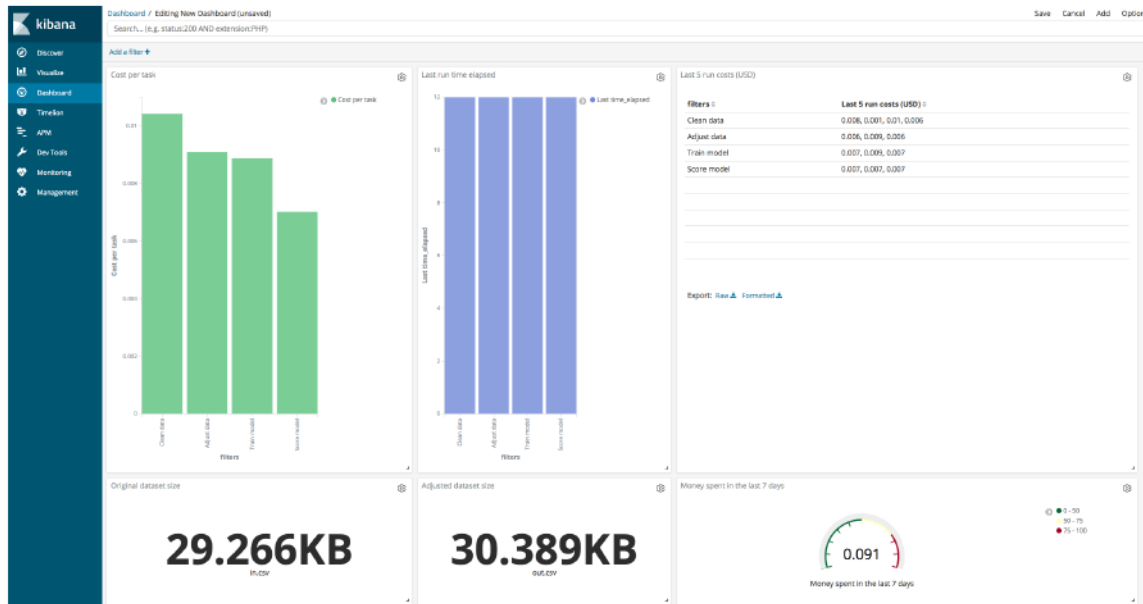 kibana
Discover
Visualize
Dashboard
Timelion
APM
Dev Tools
Monitoring
Management
Dashboard / Editing New Dashboard (unsaved)
Save Cancel Add Option
Search... (e.g. status:200 AND extension:PHP)
Add a filter +
Cost per task
Cost per task
0.01
0.008
0.002
0
Cost per task
Clean data
Adjust data
Train model
Score model
filters
Last run time elapsed
Last time_elapsed
12
10
8
6
4
2
0
Last time_elapsed
Clean data
Adjust data
Train model
Score model
filters
Last 5 run costs (USD)
filters Last 5 run costs (USD)
Clean data 0.008, 0.001, 0.01, 0.006
Adjust data 0.006, 0.009, 0.006
Train model 0.007, 0.009, 0.007
Score model 0.007, 0.007, 0.007
Export: Raw Formatted
Original dataset size
29.266KB
in.csv
Adjusted dataset size
30.389KB
out.csv
Money spent in the last 7 days
0 - 50
50 - 75
75 - 100
0.091
Money spent in the last 7 days